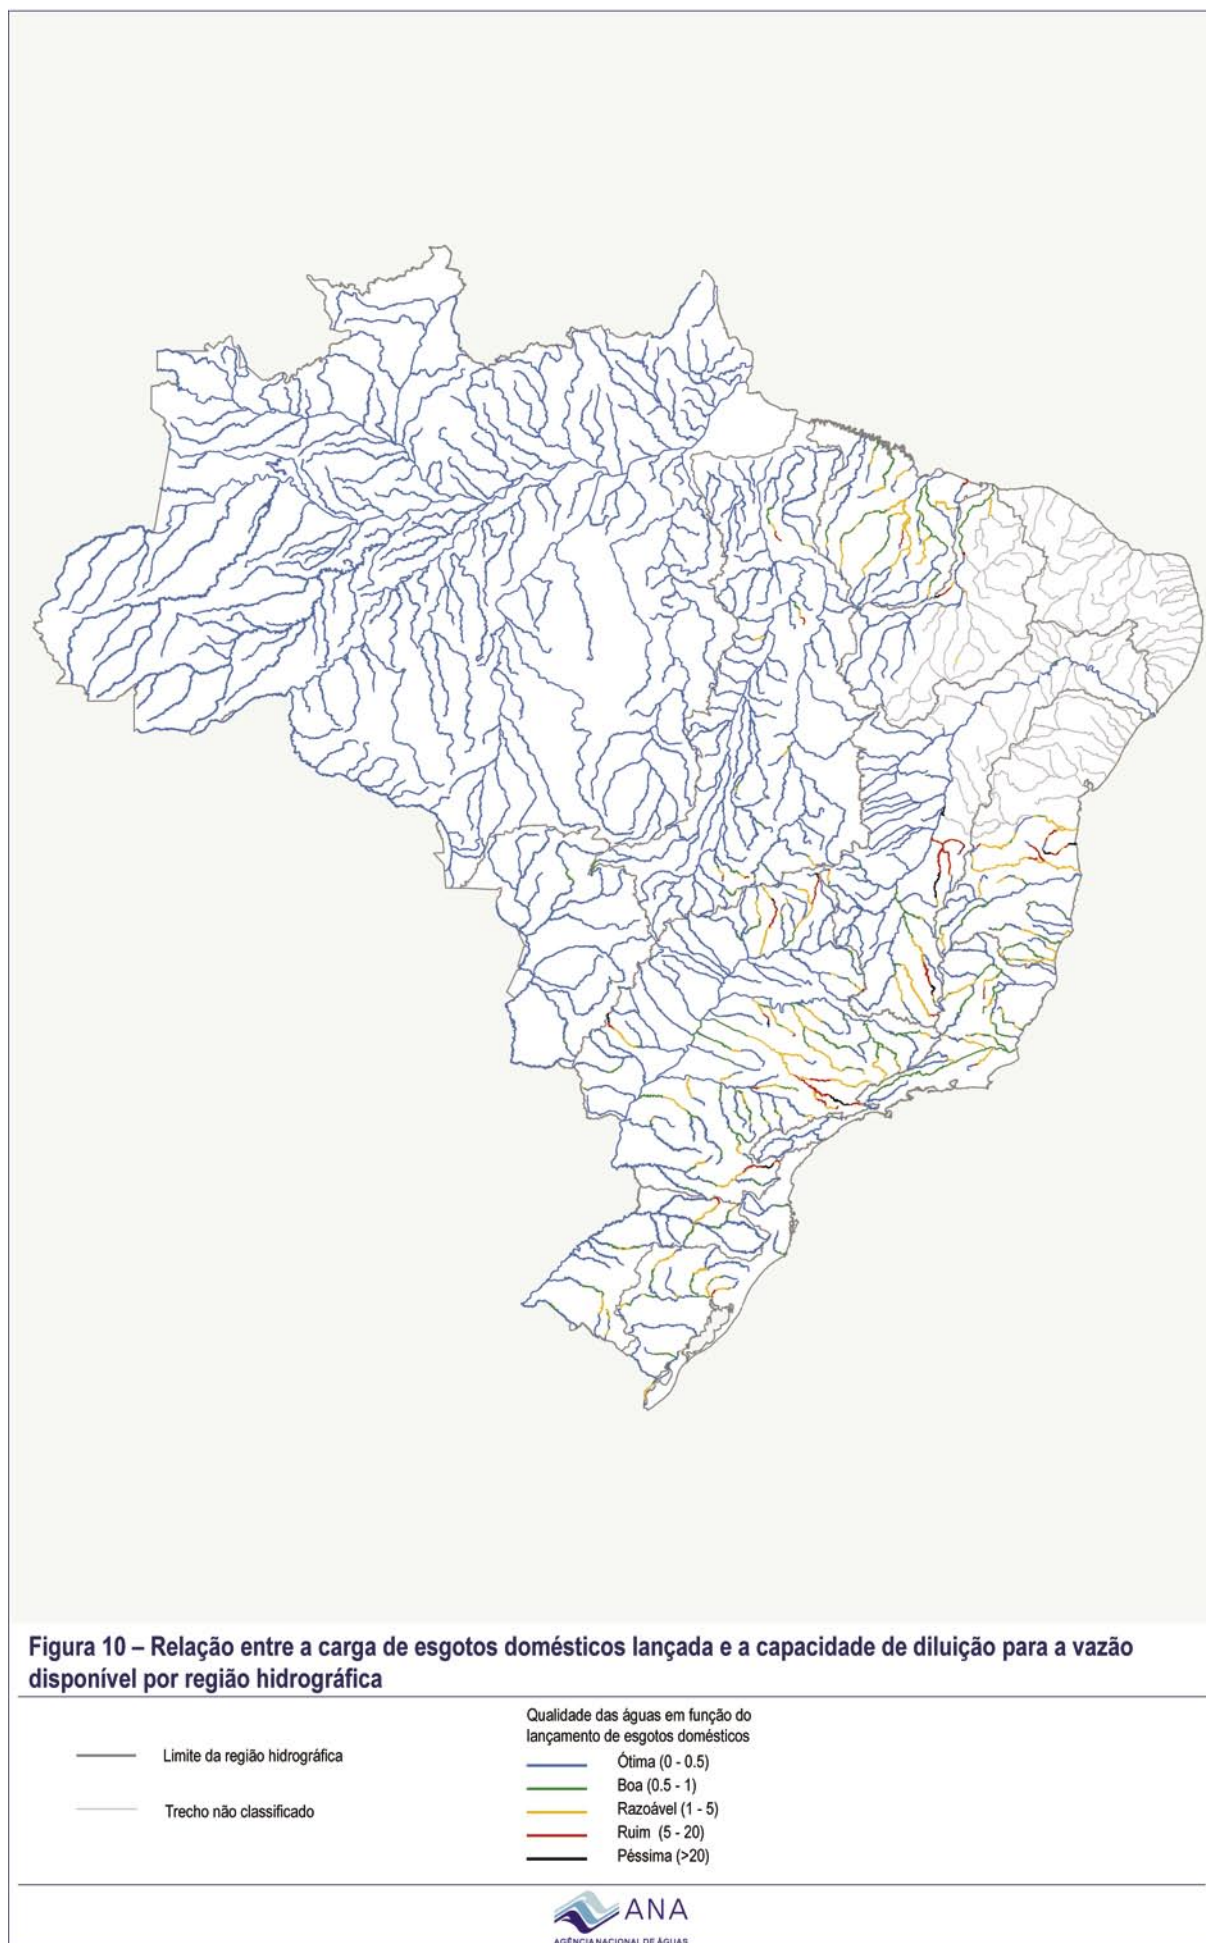 Figura 10 – Relação entre a carga de esgotos domésticos lançada e a capacidade de diluição para a vazão
disponível por região hidrográfica
Limite da região hidrográfica
Trecho não classificado
Qualidade das águas em função do
lançamento de esgotos domésticos
Ótima (0 - 0.5)
Boa (0.5 - 1)
Razoável (1 - 5)
Ruim (5 - 20)
Péssima (>20)
ANA
AGÊNCIA NACIONAL DE ÁGUAS